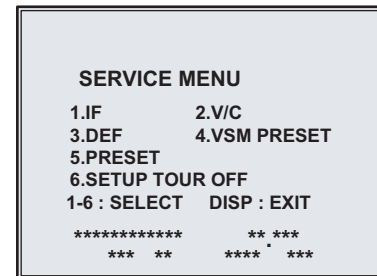 SERVICE MENU
1.IF 2.V/C
3.DEF 4.VSM PRESET
5.PRESET
6.SETUP TOUR OFF
1-6 : SELECT DISP : EXIT
************ **.***
*** ** **** ***